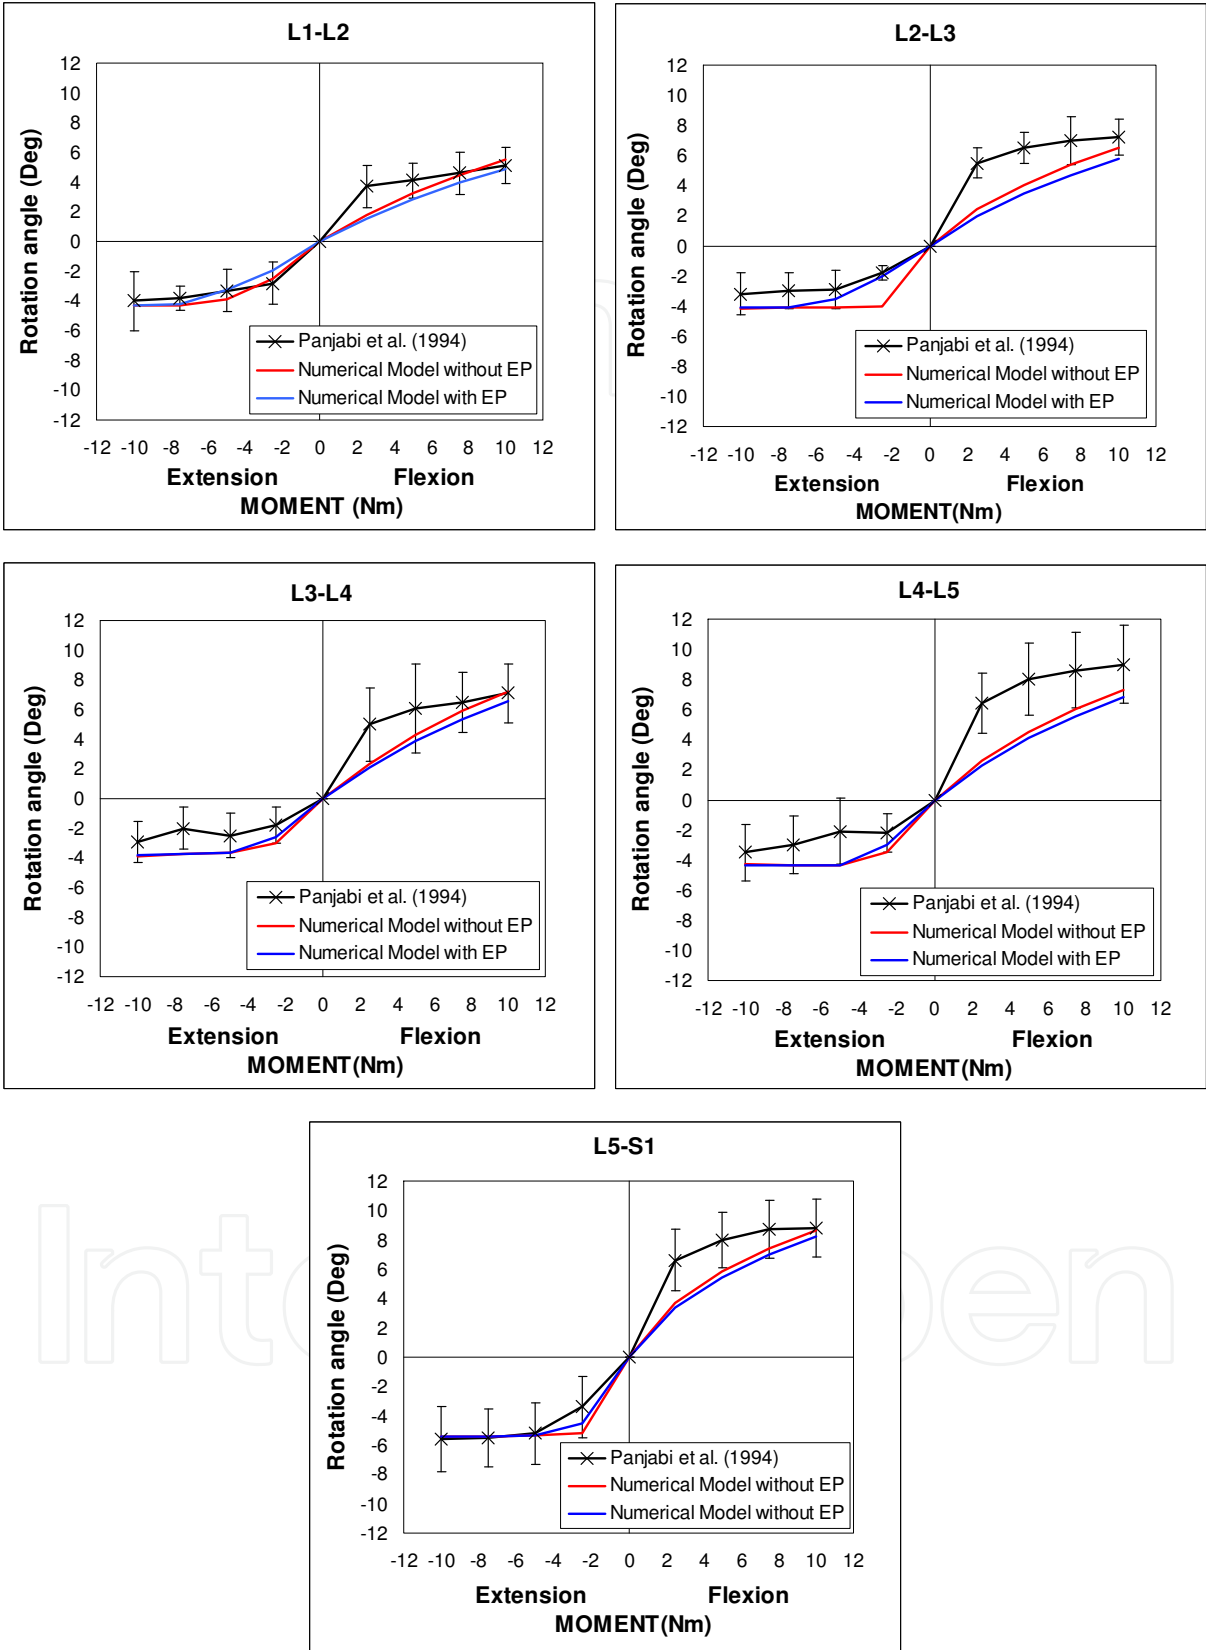 L1-L2
12
10
8
6
4
2
0
-2
-4
-6
-8
-10
-12
Rotation angle (Deg)
Panjabi et al. (1994)
Numerical Model without EP
Numerical Model with EP
-12 -10 -8 -6 -4 -2 0 2 4 6 8 10 12
Extension Flexion
MOMENT (Nm)
L2-L3
12
10
8
6
4
2
0
-2
-4
-6
-8
-10
-12
Rotation angle (Deg)
Panjabi et al. (1994)
Numerical Model without EP
Numerical Model with EP
-12 -10 -8 -6 -4 -2 0 2 4 6 8 10 12
Extension Flexion
MOMENT(Nm)
L3-L4
12
10
8
6
4
2
0
-2
-4
-6
-8
-10
-12
Rotation angle (Deg)
Panjabi et al. (1994)
Numerical Model without EP
Numerical Model with EP
-12 -10 -8 -6 -4 -2 0 2 4 6 8 10 12
Extension Flexion
MOMENT(Nm)
L4-L5
12
10
8
6
4
2
0
-2
-4
-6
-8
-10
-12
Rotation angle (Deg)
Panjabi et al. (1994)
Numerical Model without EP
Numerical Model with EP
-12 -10 -8 -6 -4 -2 0 2 4 6 8 10 12
Extension Flexion
MOMENT(Nm)
L5-S1
12
10
8
6
4
2
0
-2
-4
-6
-8
-10
-12
Rotation angle (Deg)
Panjabi et al. (1994)
Numerical Model without EP
Numerical Model without EP
-12 -10 -8 -6 -4 -2 0 2 4 6 8 10 12
Extension Flexion
MOMENT(Nm)